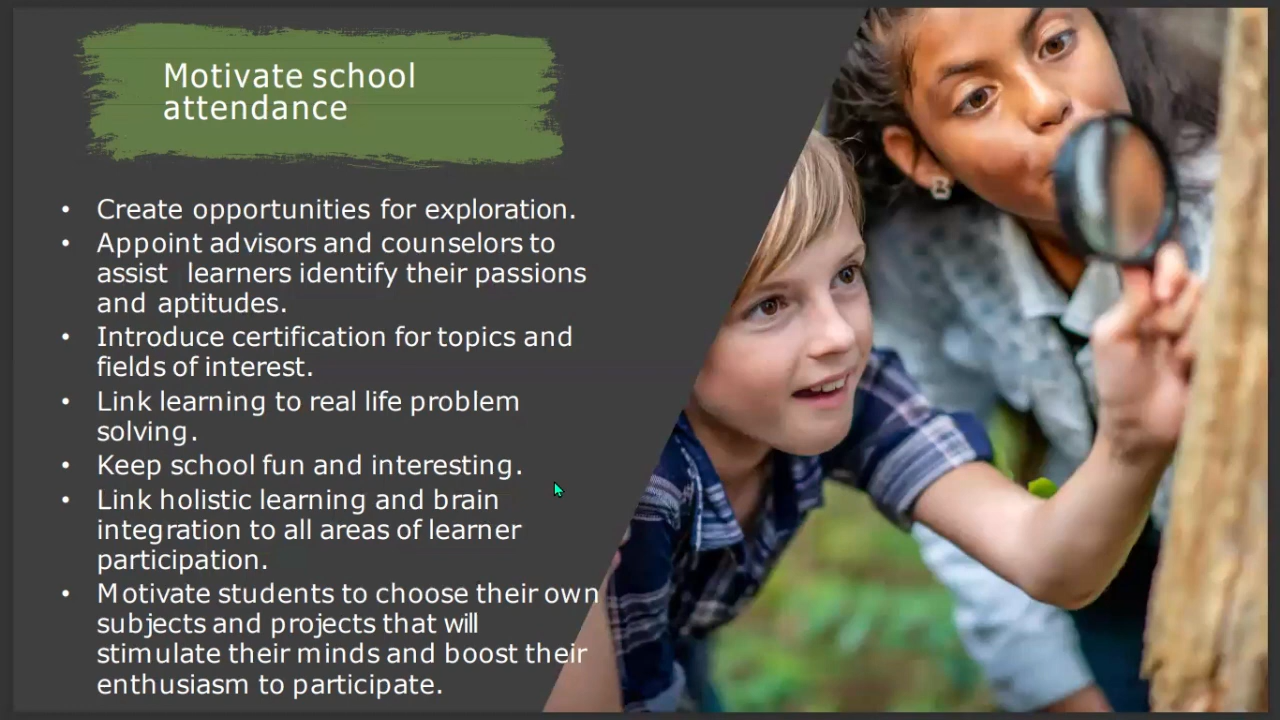 Motivate school
attendance
• Create opportunities for exploration.
• Appoint advisors and counselors to
assist learners identify their passions
and aptitudes.
• Introduce certification for topics and
fields of interest.
• Link learning to real life problem
solving.
• Keep school fun and interesting.
• Link holistic learning and brain
integration to all areas of learner
participation.
• Motivate students to choose their own
subjects and projects that will
stimulate their minds and boost their
enthusiasm to participate.